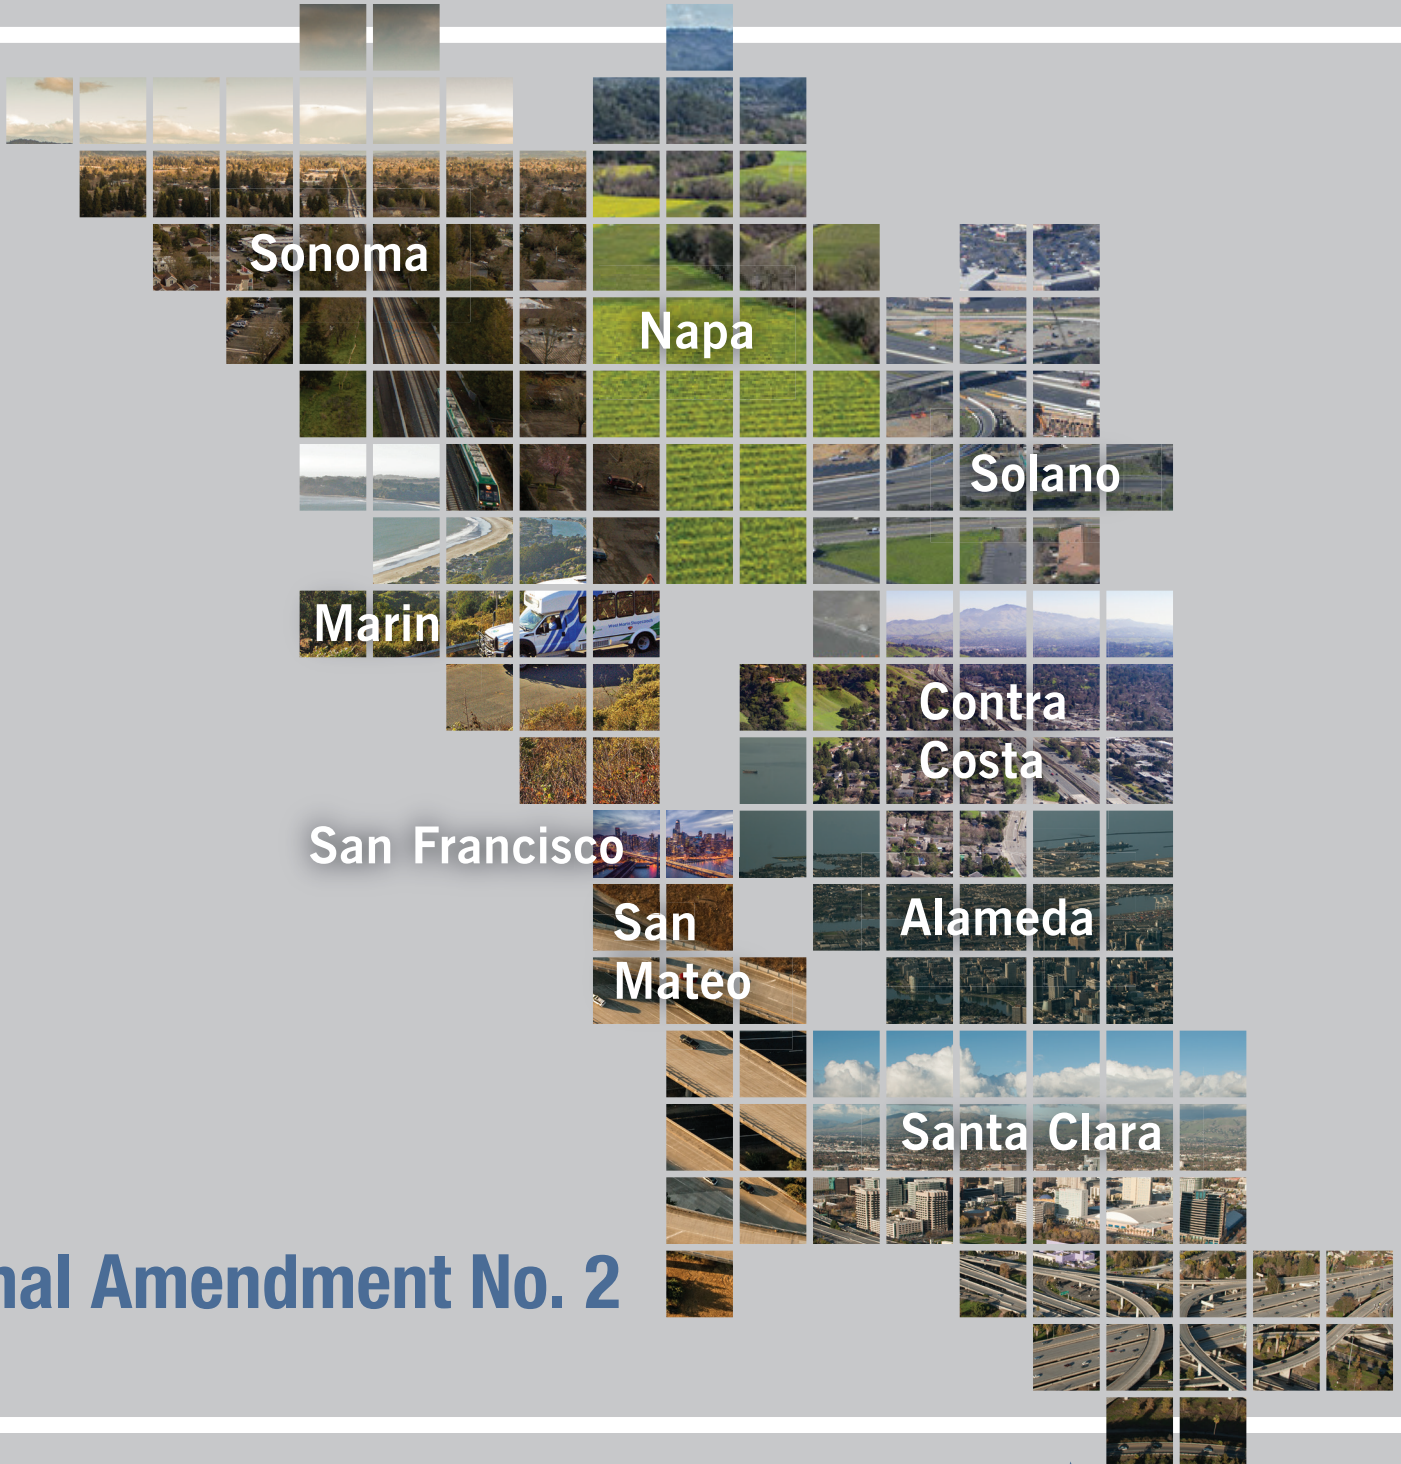 Sonoma
Napa
Solano
Marin
Contra
Costa
San Francisco
San
Mateo
Alameda
Santa Clara
nal Amendment No. 2